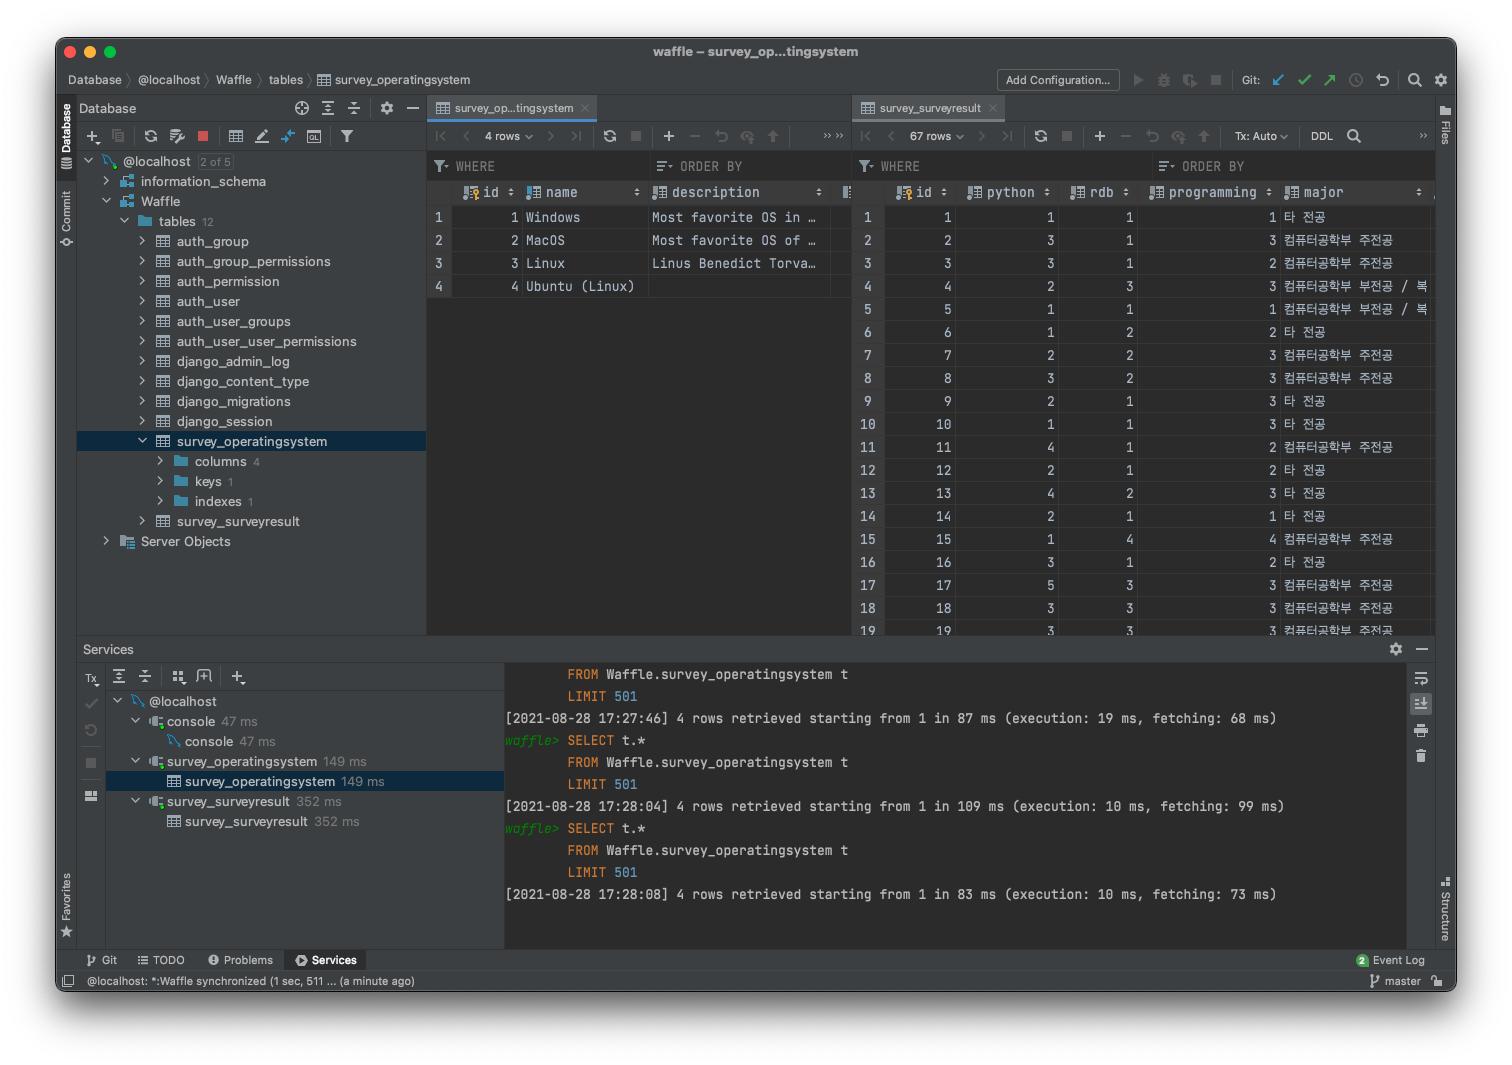 waffle – survey_op...tingsystem
Database @localhost Waffle tables survey_operatingsystem
Add Configuration...
Git:
Database
Commit
Favorites
Files
Structure
Database
@localhost 2 of 5
information_schema
Waffle
tables 12
auth_group
auth_group_permissions
auth_permission
auth_user
auth_user_groups
auth_user_user_permissions
django_admin_log
django_content_type
django_migrations
django_session
survey_operatingsystem
columns 4
keys 1
indexes 1
survey_surveyresult
Server Objects
survey_op...tingsystem
4 rows
WHERE ORDER BY
id name description
1 1 Windows Most favorite OS in …
2 2 MacOS Most favorite OS of …
3 3 Linux Linus Benedict Torva…
4 4 Ubuntu (Linux)
survey_surveyresult
67 rows Tx: Auto DDL
WHERE ORDER BY
id python rdb programming major
1 1 1 1 1 타 전공
2 2 3 1 3 컴퓨터공학부 주전공
3 3 3 1 2 컴퓨터공학부 주전공
4 4 2 3 3 컴퓨터공학부 부전공 / 복
5 5 1 1 1 컴퓨터공학부 부전공 / 복
6 6 1 2 2 타 전공
7 7 2 2 3 컴퓨터공학부 주전공
8 8 3 2 3 컴퓨터공학부 주전공
9 9 2 1 3 타 전공
10 10 1 1 3 타 전공
11 11 4 1 2 컴퓨터공학부 주전공
12 12 2 1 2 타 전공
13 13 4 2 3 타 전공
14 14 2 1 1 타 전공
15 15 1 4 4 컴퓨터공학부 주전공
16 16 3 1 2 타 전공
17 17 5 3 3 컴퓨터공학부 주전공
18 18 3 3 3 컴퓨터공학부 주전공
19 19 3 3 3 컴퓨터공학부 주전공
Services
Tx
@localhost
console 47 ms
console 47 ms
survey_operatingsystem 149 ms
survey_operatingsystem 149 ms
survey_surveyresult 352 ms
survey_surveyresult 352 ms
FROM Waffle.survey_operatingsystem t
LIMIT 501
[2021-08-28 17:27:46] 4 rows retrieved starting from 1 in 87 ms (execution: 19 ms, fetching: 68 ms)
waffle> SELECT t.*
FROM Waffle.survey_operatingsystem t
LIMIT 501
[2021-08-28 17:28:04] 4 rows retrieved starting from 1 in 109 ms (execution: 10 ms, fetching: 99 ms)
waffle> SELECT t.*
FROM Waffle.survey_operatingsystem t
LIMIT 501
[2021-08-28 17:28:08] 4 rows retrieved starting from 1 in 83 ms (execution: 10 ms, fetching: 73 ms)
Git TODO Problems Services 2 Event Log
@localhost: *:Waffle synchronized (1 sec, 511 ... (a minute ago) master